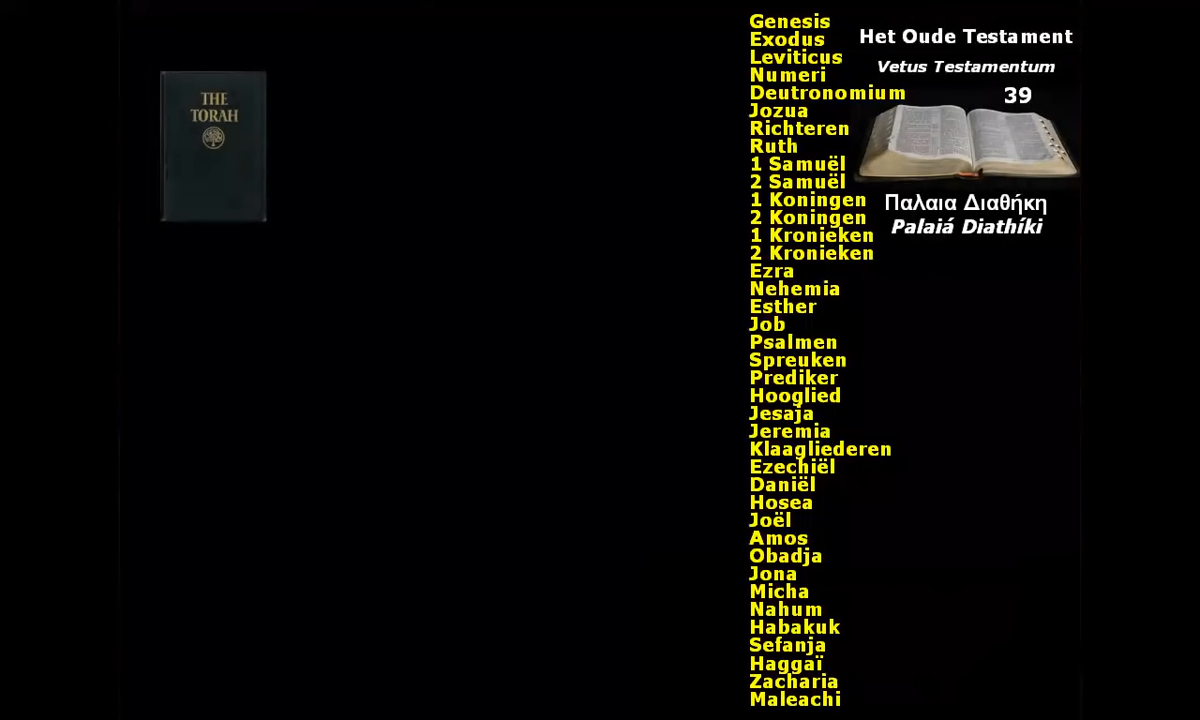 THE
TORAH
Genesis
Exodus
Leviticus
Numeri
Deutronomium
Jozua
Richteren
Ruth
1 Samuël
2 Samuël
1 Koningen
2 Koningen
1 Kronieken
2 Kronieken
Ezra
Nehemia
Esther
Job
Psalmen
Spreuken
Prediker
Hooglied
Jesaja
Jeremia
Klaagliederen
Ezechiël
Daniël
Hosea
Joël
Amos
Obadja
Jona
Micha
Nahum
Habakuk
Sefanja
Haggaï
Zacharia
Maleachi
Het Oude Testament
Vetus Testamentum
39
Παλαια Διαθήκη
Palaiá Diathíki